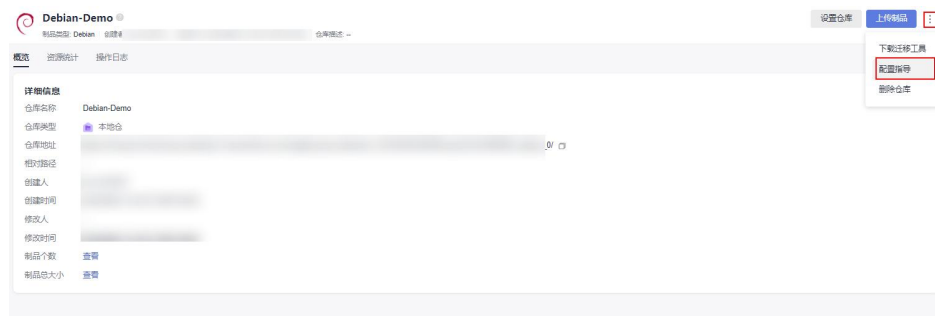 Debian-Demo
设置仓库
上传制品
制品类型: Debian
创建者
仓库描述: --
下载迁移工具
配置指导
删除仓库
概览
资源统计
操作日志
详细信息
仓库名称 Debian-Demo
仓库类型 本地仓
仓库地址 _0/
相对路径
创建人
创建时间
修改人
修改时间
制品个数 查看
制品总大小 查看